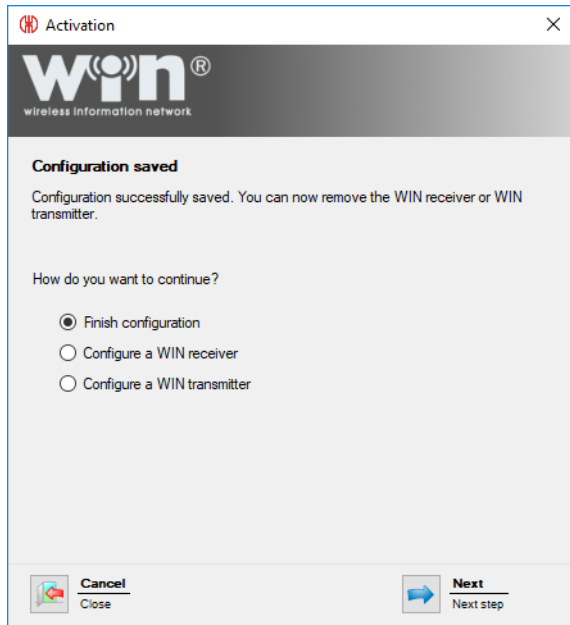 Activation
WIN®
wireless information network
Configuration saved
Configuration successfully saved. You can now remove the WIN receiver or WIN
transmitter.
How do you want to continue?
Finish configuration
Configure a WIN receiver
Configure a WIN transmitter
Cancel
Close
Next
Next step